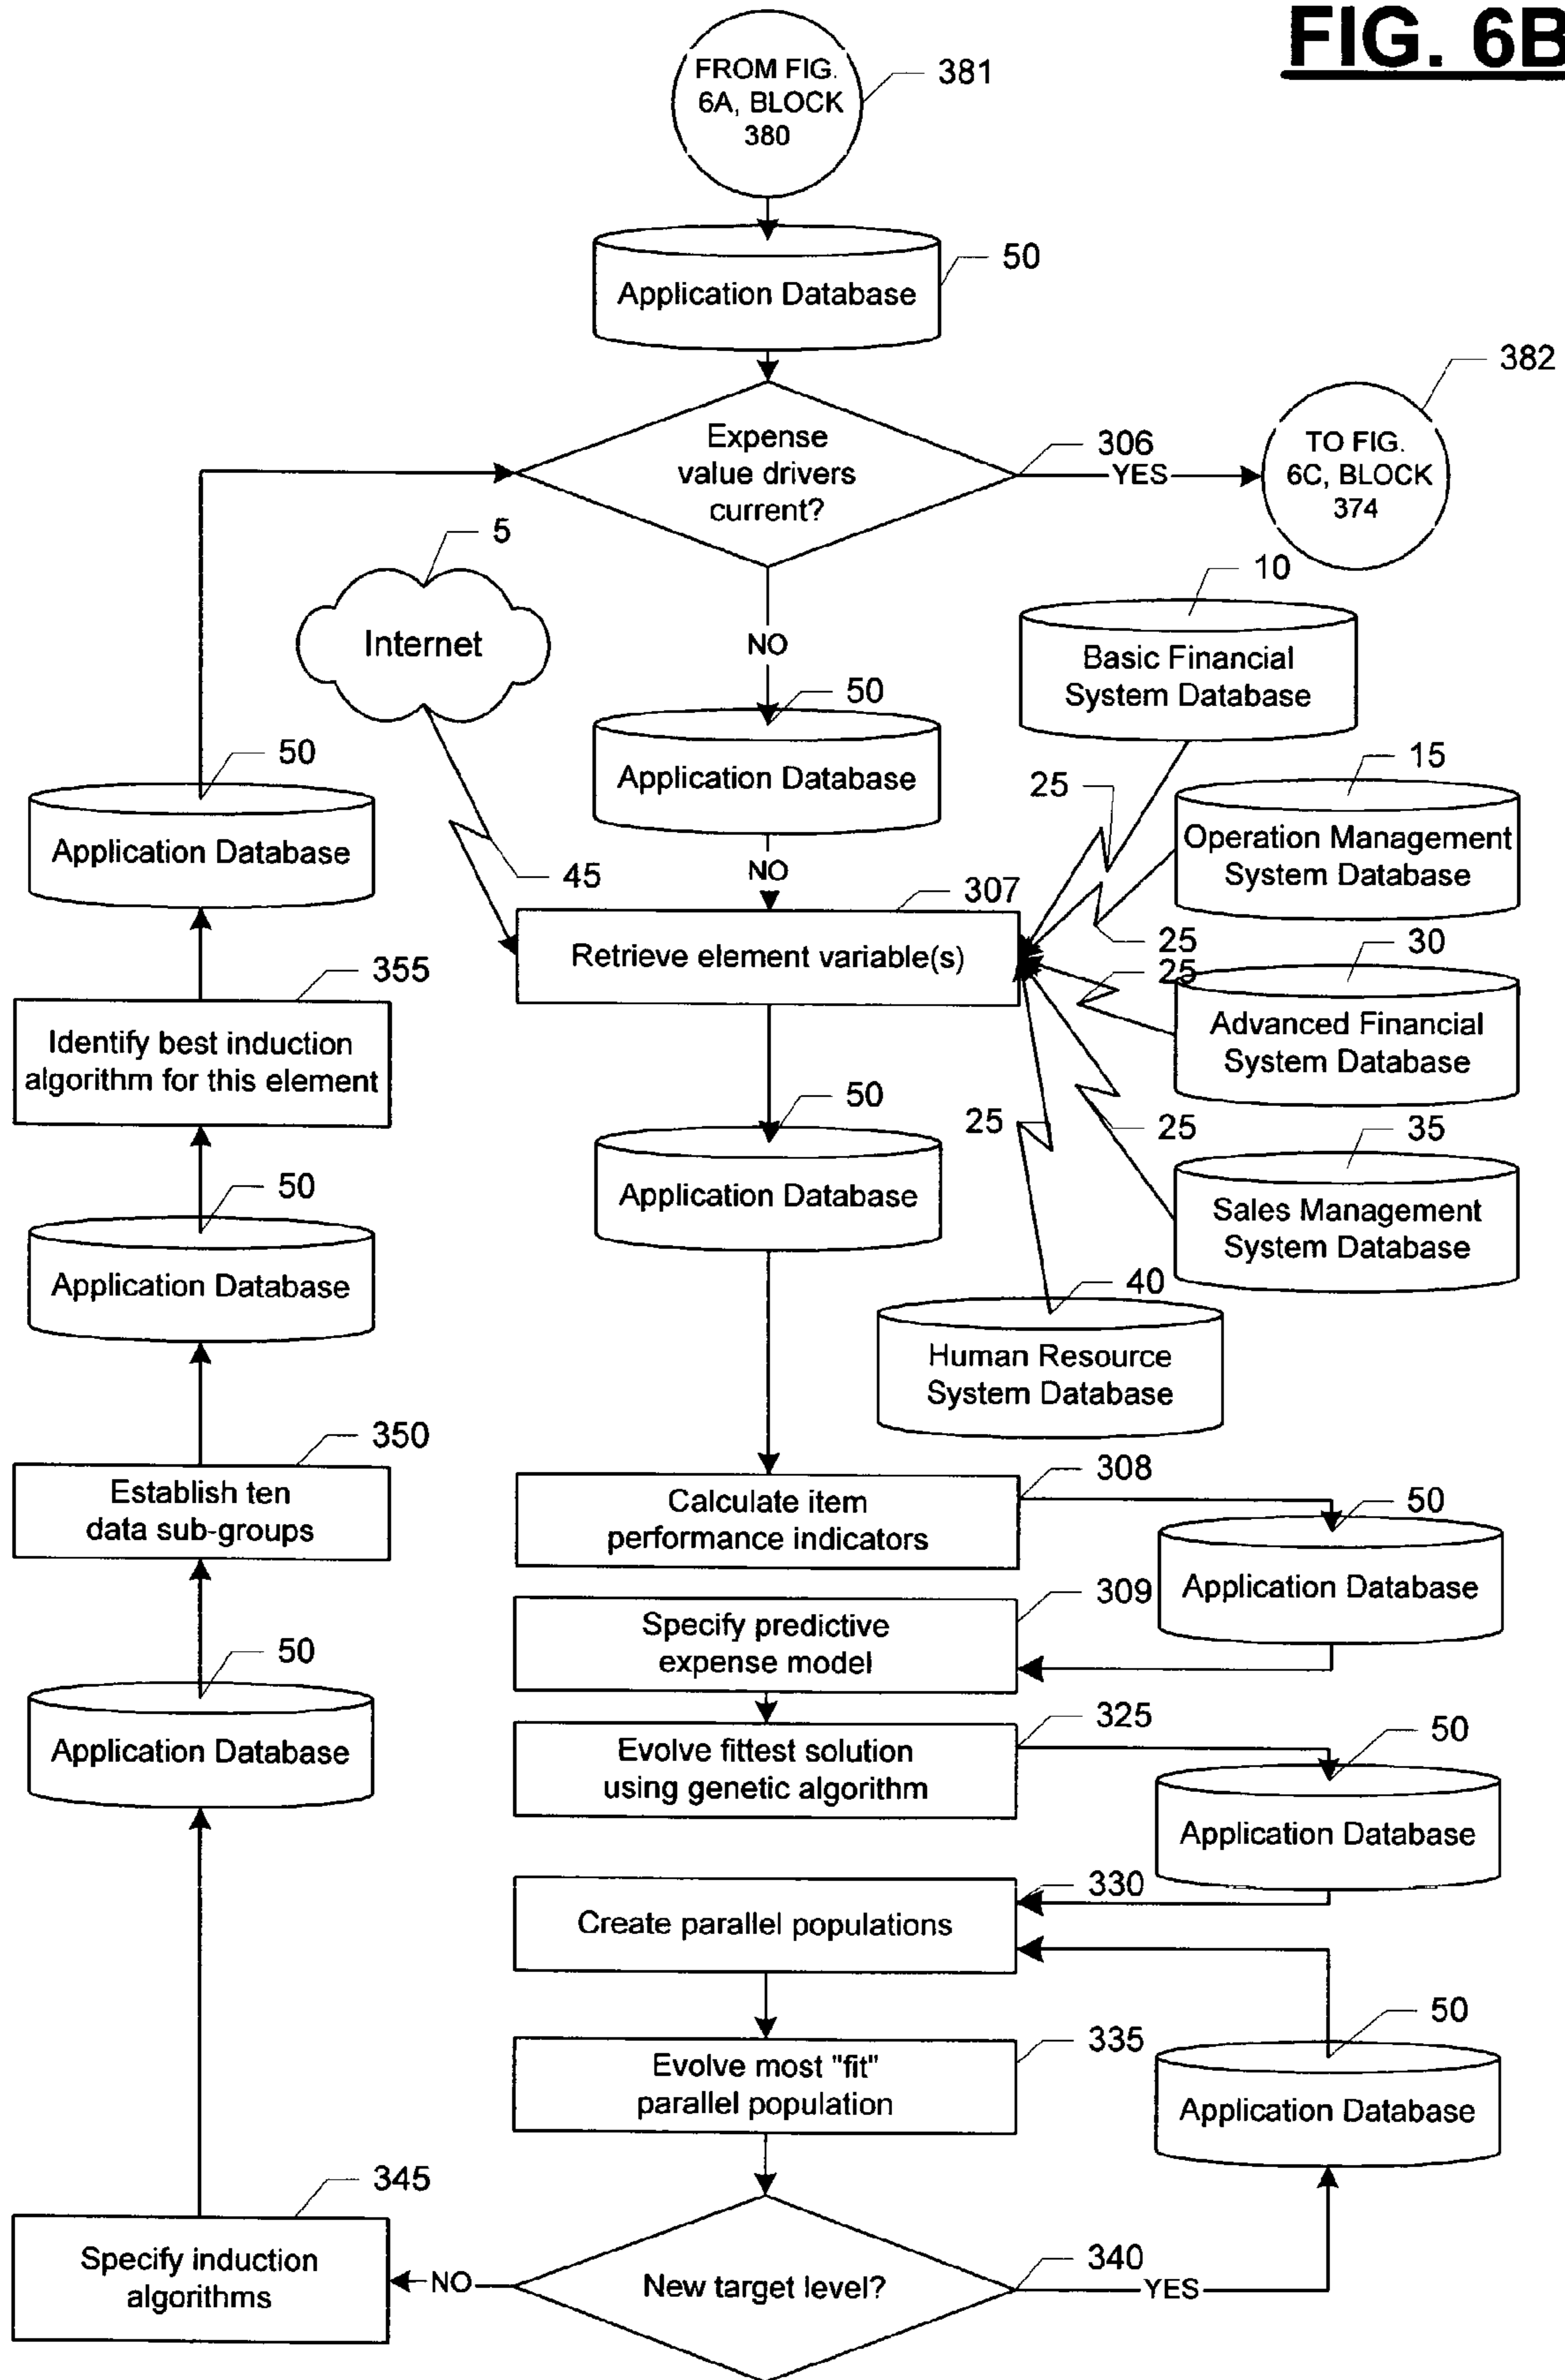 FIG. 6B
FROM FIG.
6A, BLOCK
380
381
50
Application Database
382
Expense
value drivers
current?
306
YES
TO FIG.
6C, BLOCK
374
5
Internet
NO
10
Basic Financial
System Database
50
Application Database
50
Application Database
25
15
Operation Management
System Database
45
NO
307
Retrieve element variable(s)
25
25
30
Advanced Financial
System Database
355
Identify best induction
algorithm for this element
50
Application Database
25
25
35
Sales Management
System Database
50
Application Database
40
Human Resource
System Database
350
Establish ten
data sub-groups
308
Calculate item
performance indicators
50
Application Database
309
Specify predictive
expense model
50
Application Database
325
Evolve fittest solution
using genetic algorithm
50
Application Database
330
Create parallel populations
50
Application Database
335
Evolve most "fit"
parallel population
345
Specify induction
algorithms
NO
New target level?
340
YES